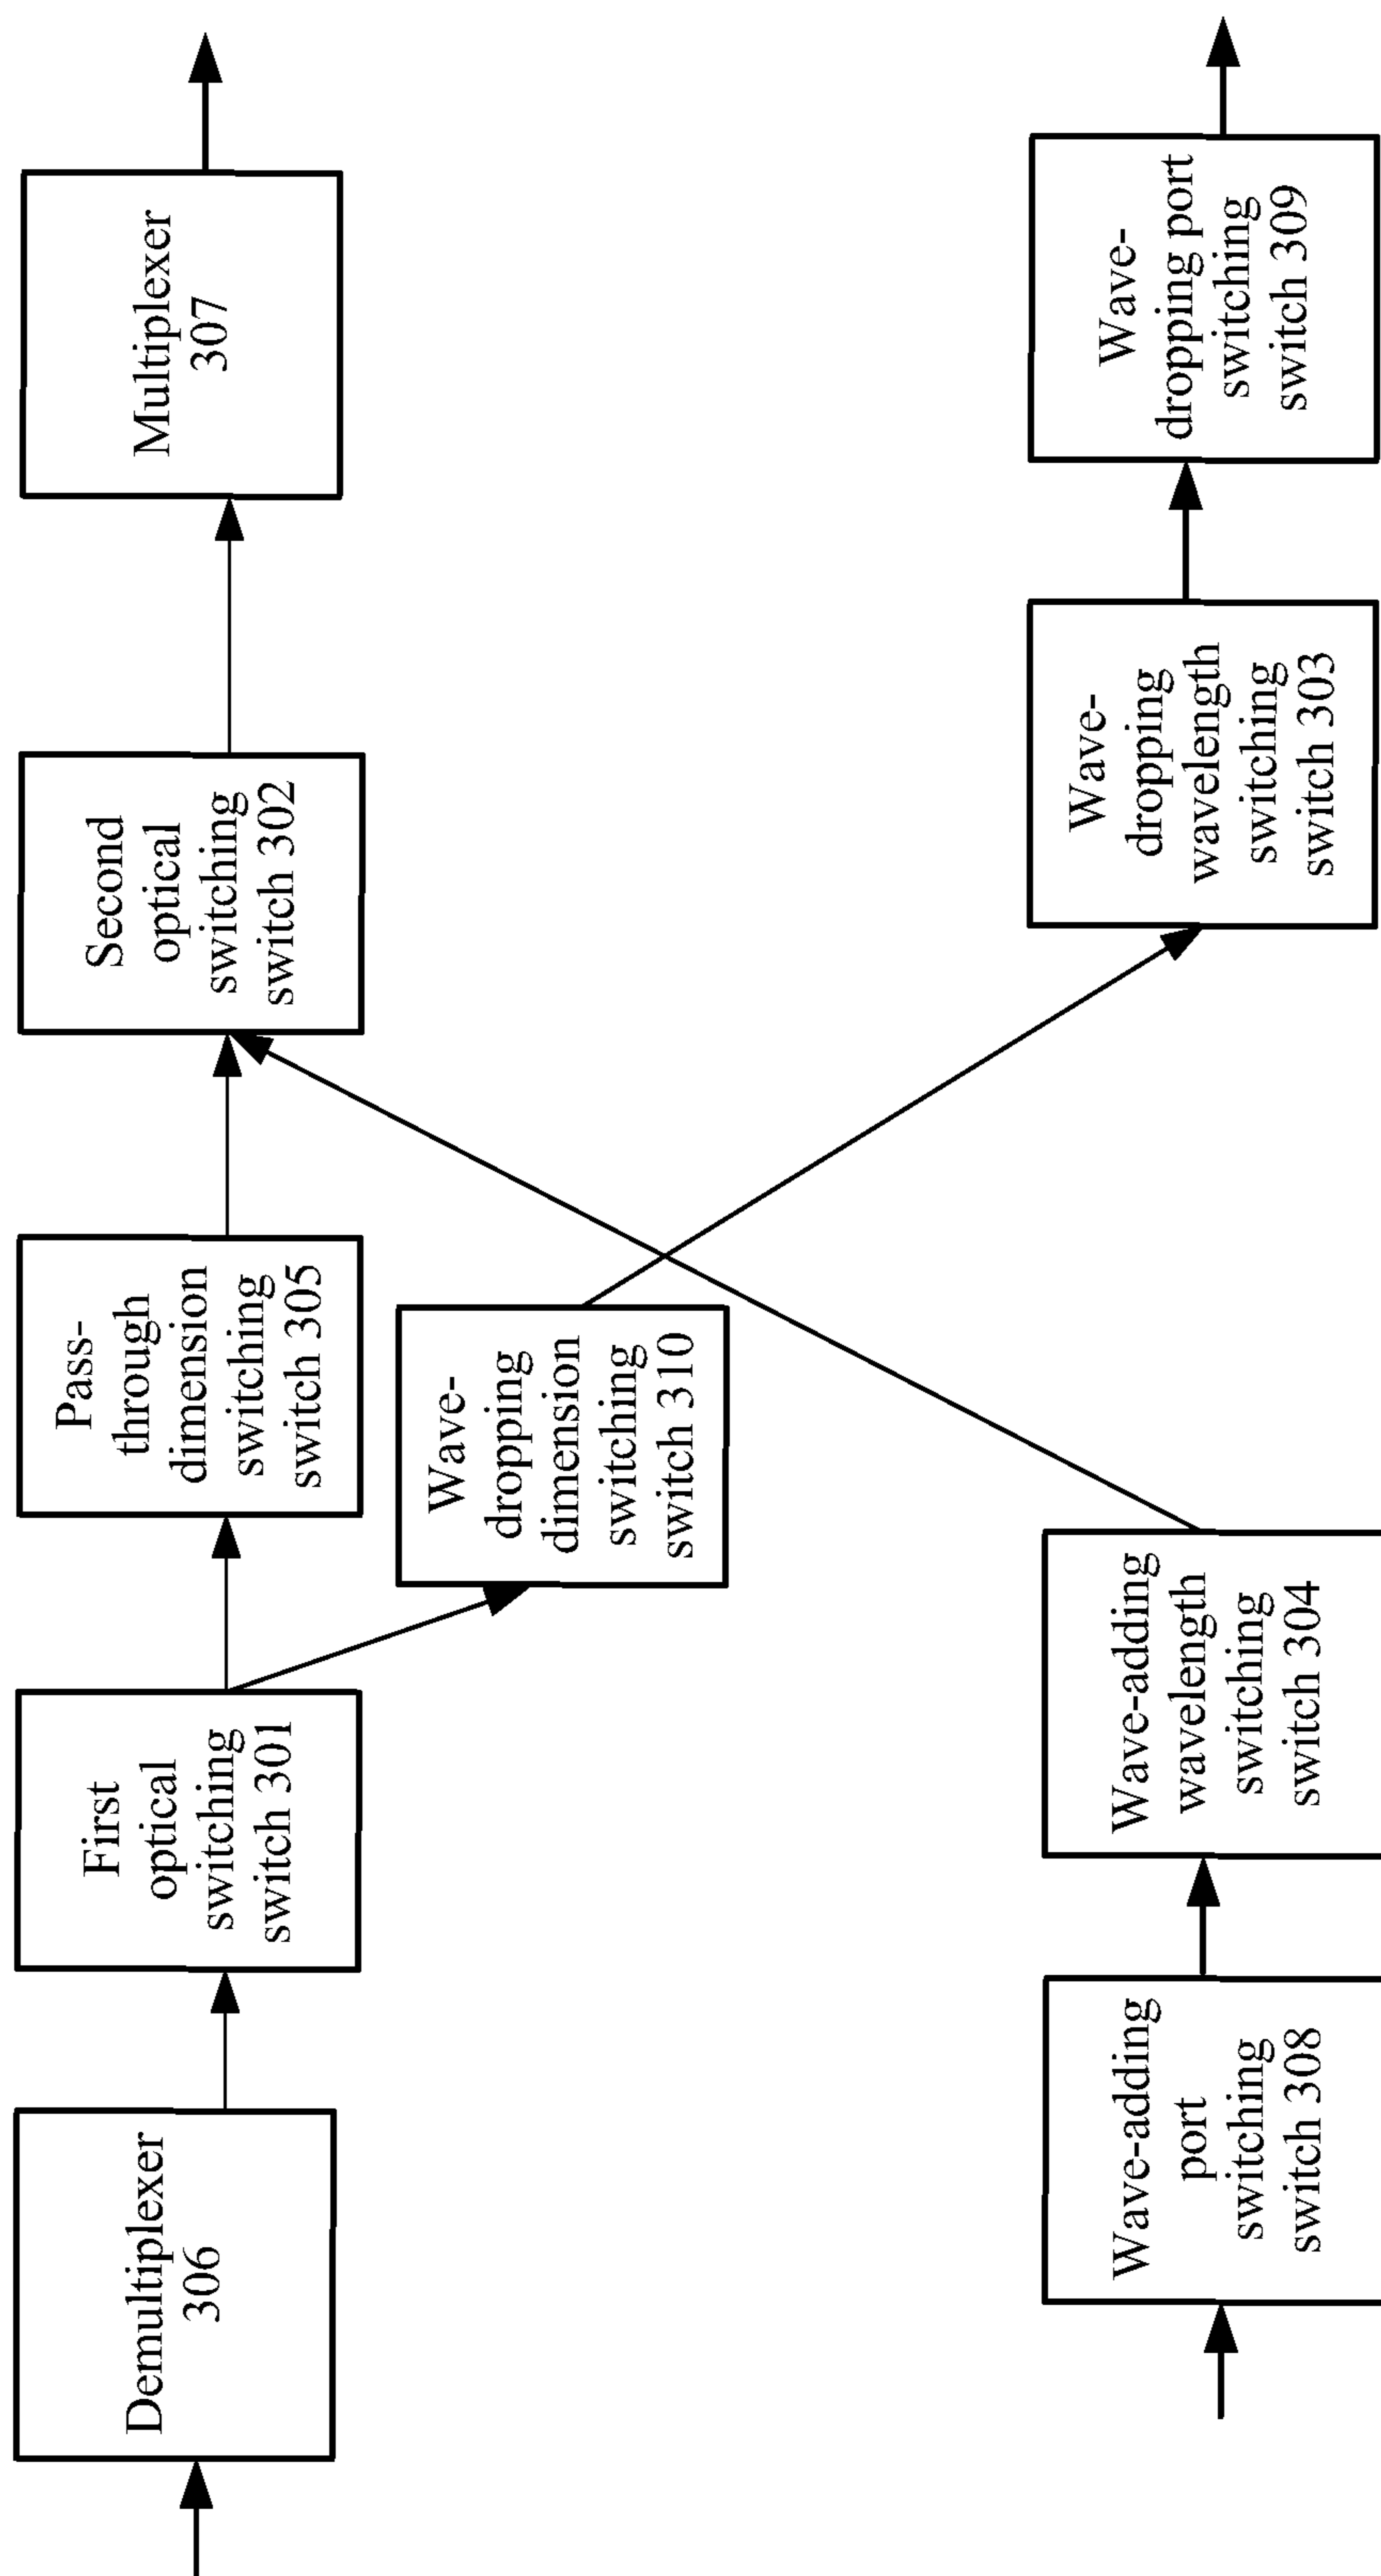 Demultiplexer
306
First
optical
switching
switch 301
Pass-
through
dimension
switching
switch 305
Second
optical
switching
switch 302
Multiplexer
307
Wave-
dropping
dimension
switching
switch 310
Wave-adding
port
switching
switch 308
Wave-adding
wavelength
switching
switch 304
Wave-
dropping
wavelength
switching
switch 303
Wave-
dropping port
switching
switch 309